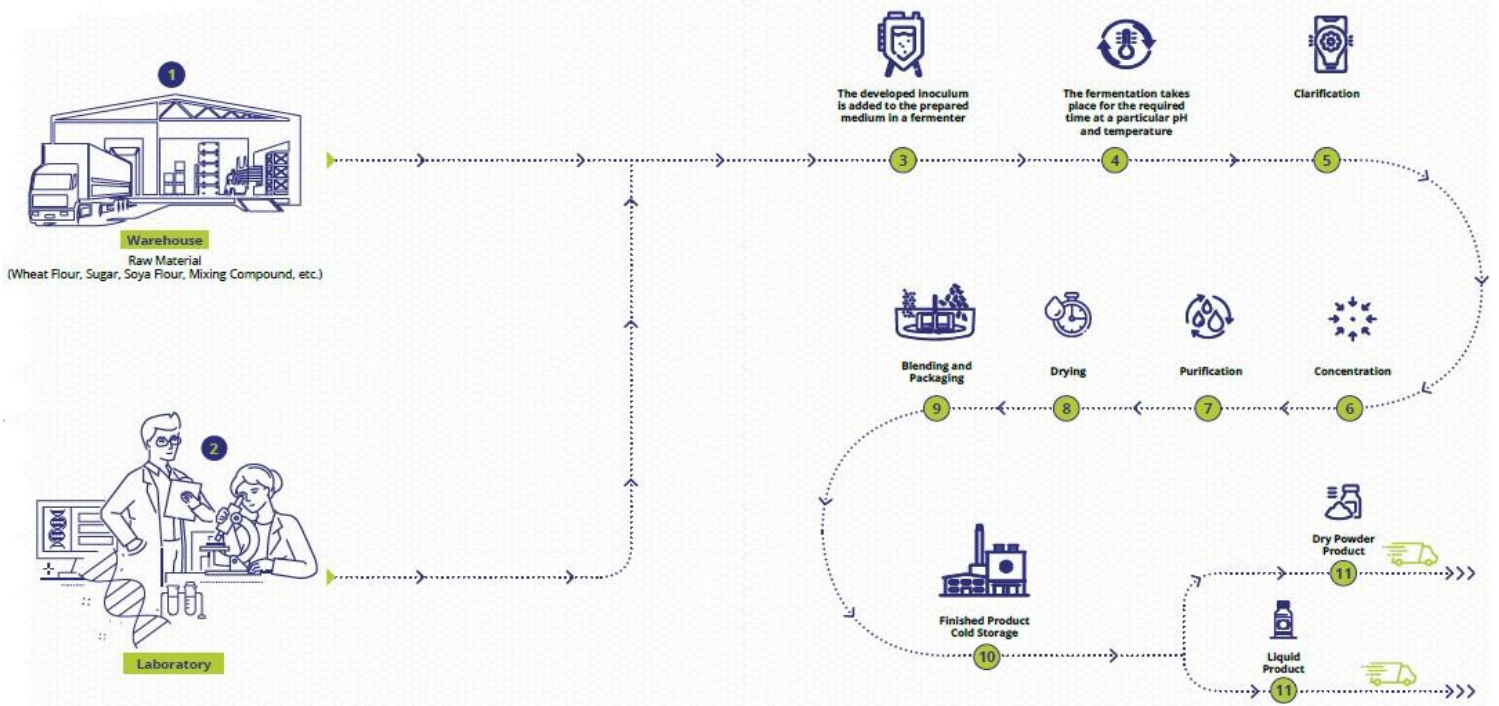 1
Warehouse
Raw Material
(Wheat Flour, Sugar, Soya Flour, Mixing Compound, etc.)
2
Laboratory
The developed inoculum
is added to the prepared
medium in a fermenter
3
The fermentation takes
place for the required
time at a particular pH
and temperature
4
Clarification
5
Concentration
6
Purification
7
Drying
8
Blending and
Packaging
9
Finished Product
Cold Storage
10
Dry Powder
Product
11
Liquid
Product
11